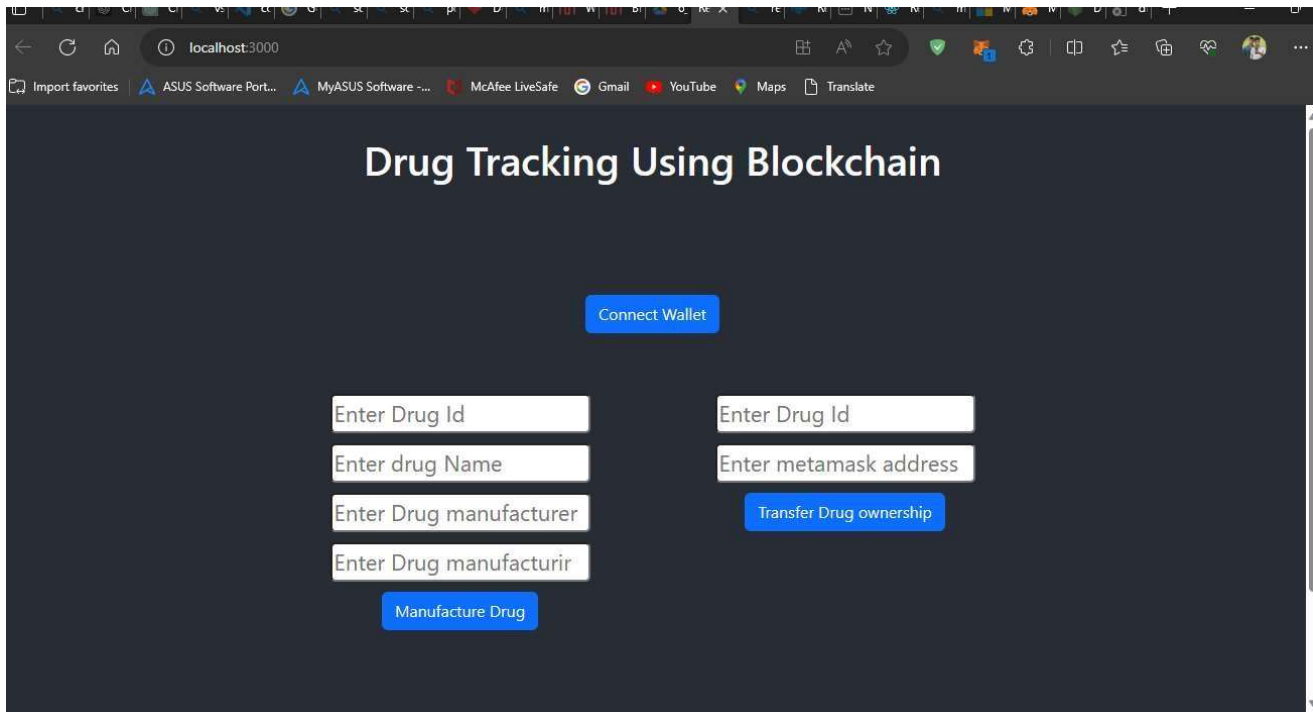 localhost:3000
Import favorites ASUS Software Port... MyASUS Software -... McAfee LiveSafe Gmail YouTube Maps Translate
Drug Tracking Using Blockchain
Connect Wallet
Enter Drug Id
Enter drug Name
Enter Drug manufacturer
Enter Drug manufacturir
Manufacture Drug
Enter Drug Id
Enter metamask address
Transfer Drug ownership